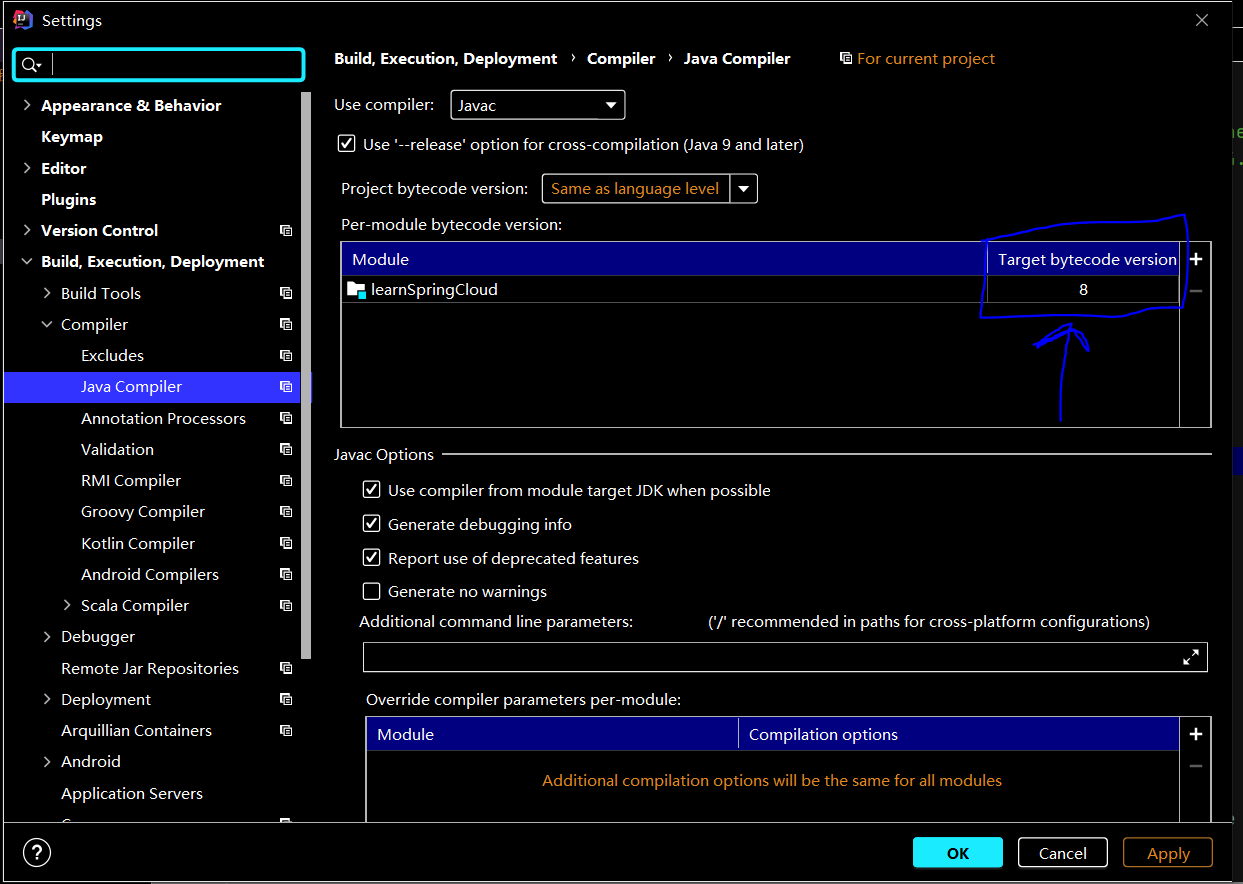 Settings
Build, Execution, Deployment › Compiler › Java Compiler For current project
Appearance & Behavior
Keymap
Editor
Plugins
Version Control
Build, Execution, Deployment
Build Tools
Compiler
Excludes
Java Compiler
Annotation Processors
Validation
RMI Compiler
Groovy Compiler
Kotlin Compiler
Android Compilers
Scala Compiler
Debugger
Remote Jar Repositories
Deployment
Arquillian Containers
Android
Application Servers
Use compiler: Javac
Use '--release' option for cross-compilation (Java 9 and later)
Project bytecode version: Same as language level
Per-module bytecode version:
Module Target bytecode version
learnSpringCloud 8
Javac Options
Use compiler from module target JDK when possible
Generate debugging info
Report use of deprecated features
Generate no warnings
Additional command line parameters: ('/' recommended in paths for cross-platform configurations)
Override compiler parameters per-module:
Module Compilation options
Additional compilation options will be the same for all modules
? OK Cancel Apply